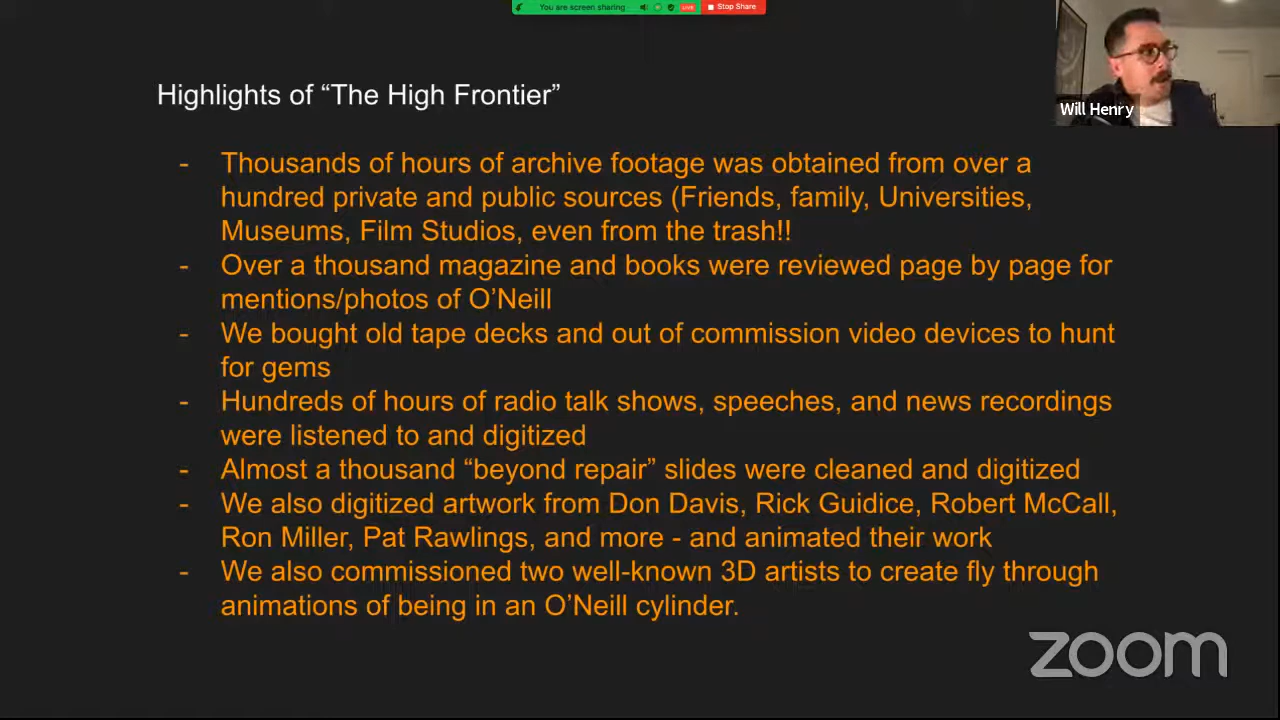 You are screen sharing LIVE Stop Share
Will Henry
Highlights of “The High Frontier”
- Thousands of hours of archive footage was obtained from over a
hundred private and public sources (Friends, family, Universities,
Museums, Film Studios, even from the trash!!
- Over a thousand magazine and books were reviewed page by page for
mentions/photos of O’Neill
- We bought old tape decks and out of commission video devices to hunt
for gems
- Hundreds of hours of radio talk shows, speeches, and news recordings
were listened to and digitized
- Almost a thousand “beyond repair” slides were cleaned and digitized
- We also digitized artwork from Don Davis, Rick Guidice, Robert McCall,
Ron Miller, Pat Rawlings, and more - and animated their work
- We also commissioned two well-known 3D artists to create fly through
animations of being in an O’Neill cylinder.
zoom